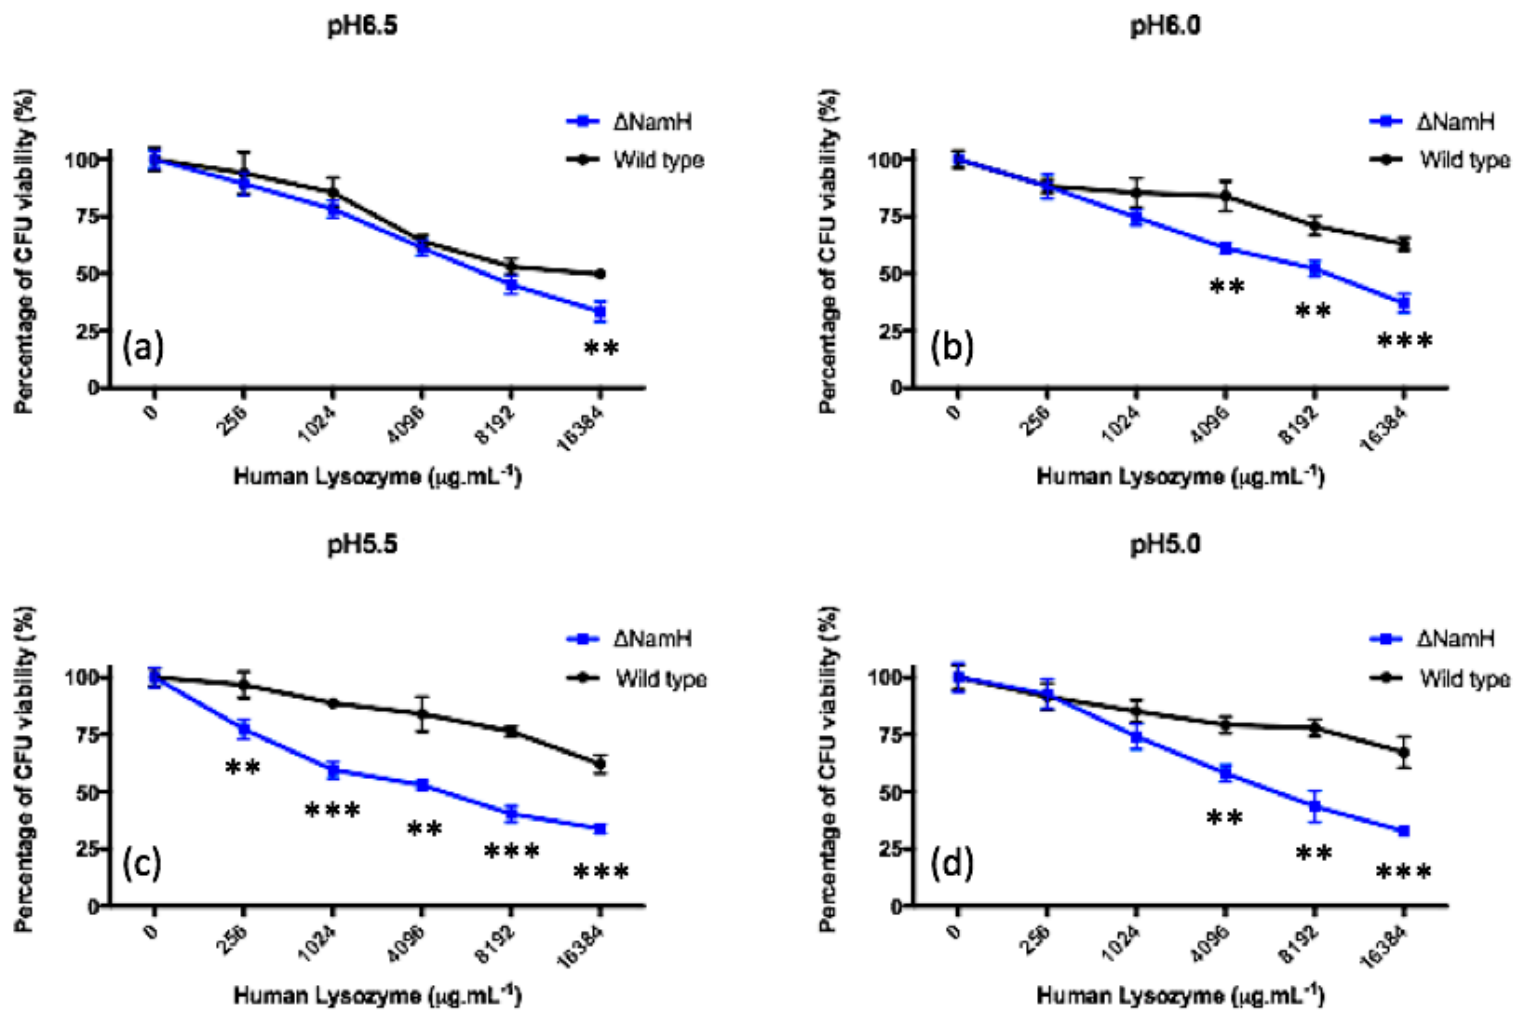 pH6.5
Percentage of CFU viability (%)
100
75
50
25
0
ΔNamH
Wild type
(a)
**
0
256
1024
4096
8192
16384
Human Lysozyme (µg.mL⁻¹)
pH6.0
Percentage of CFU viability (%)
100
75
50
25
0
ΔNamH
Wild type
(b)
**
**
***
0
256
1024
4096
8192
16384
Human Lysozyme (µg.mL⁻¹)
pH5.5
Percentage of CFU viability (%)
100
75
50
25
0
ΔNamH
Wild type
(c)
**
***
**
***
***
0
256
1024
4096
8192
16384
Human Lysozyme (µg.mL⁻¹)
pH5.0
Percentage of CFU viability (%)
100
75
50
25
0
ΔNamH
Wild type
(d)
**
**
***
0
256
1024
4096
8192
16384
Human Lysozyme (µg.mL⁻¹)